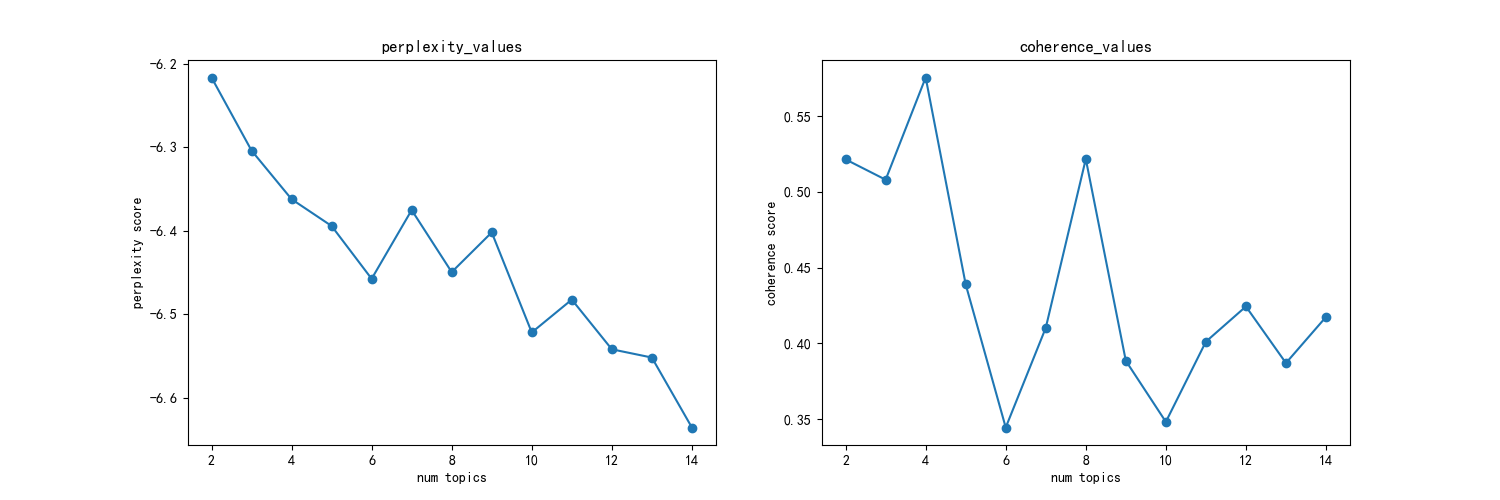 perplexity_values
-6.2
-6.3
-6.4
-6.5
-6.6
perplexity score
2 4 6 8 10 12 14
num topics
coherence_values
0.55
0.50
0.45
0.40
0.35
coherence score
2 4 6 8 10 12 14
num topics